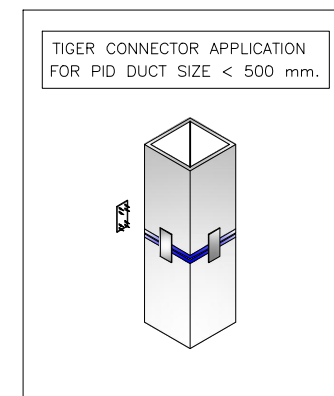 TIGER CONNECTOR APPLICATION
FOR PID DUCT SIZE < 500 mm.